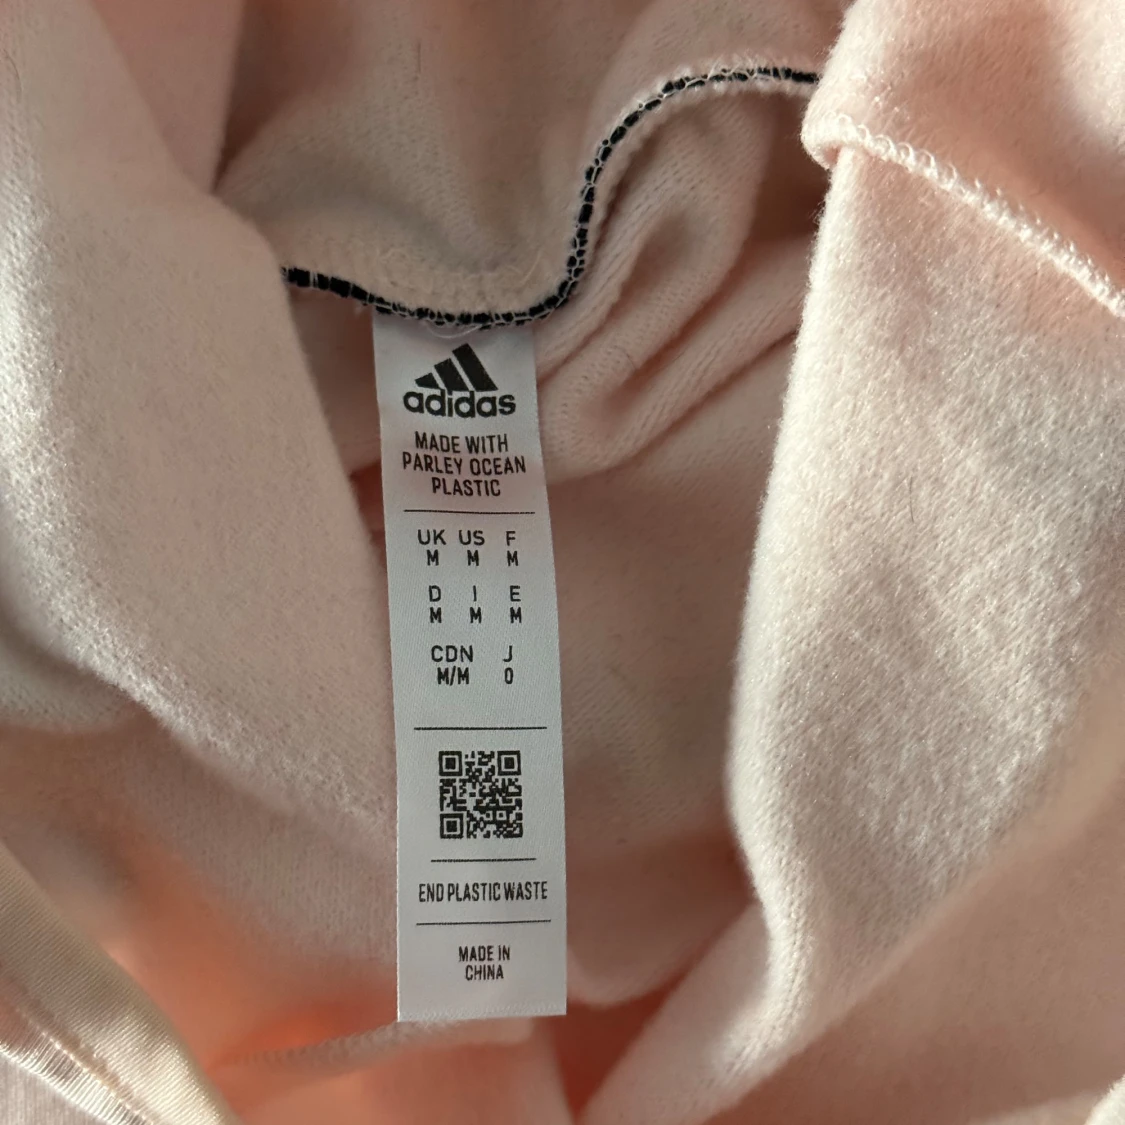 adidas
MADE WITH
PARLEY OCEAN
PLASTIC
UK US F
M M M
D I E
M M M
CDN J
M/M O
END PLASTIC WASTE
MADE IN
CHINA